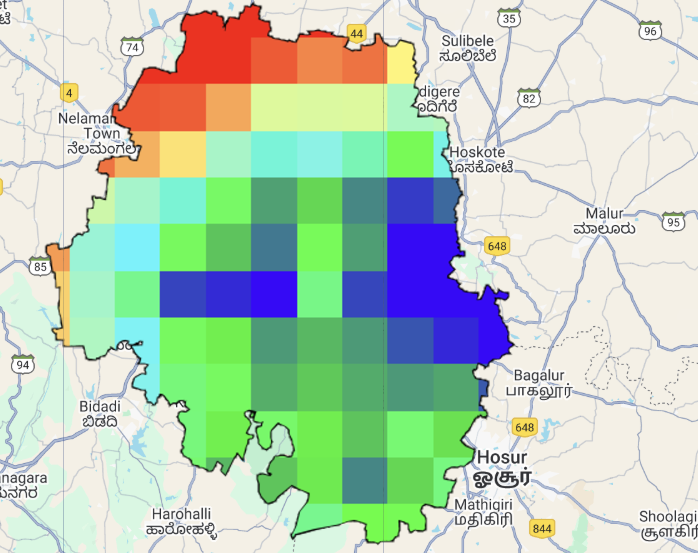 35
96
74
44
Sulibele
ಸೂಲಿಬೆಲೆ
4
82
digere
ೂದಿಗೆರೆ
Nelaman
Town
ನೆಲಮಂಗಲ
Hoskote
ೊಸಕೋಟೆ
Malur
ಮಾಲೂರು
95
648
85
94
Bagalur
பாகலூர்
Bidadi
ಬಿಡದಿ
648
Hosur
ஓசூர்
nagara
ನಗರ
Mathigiri
மதிகிரி
Harohalli
ಹಾರೋಹಳ್ಳಿ
844
Shoolagi
சூளகிரி